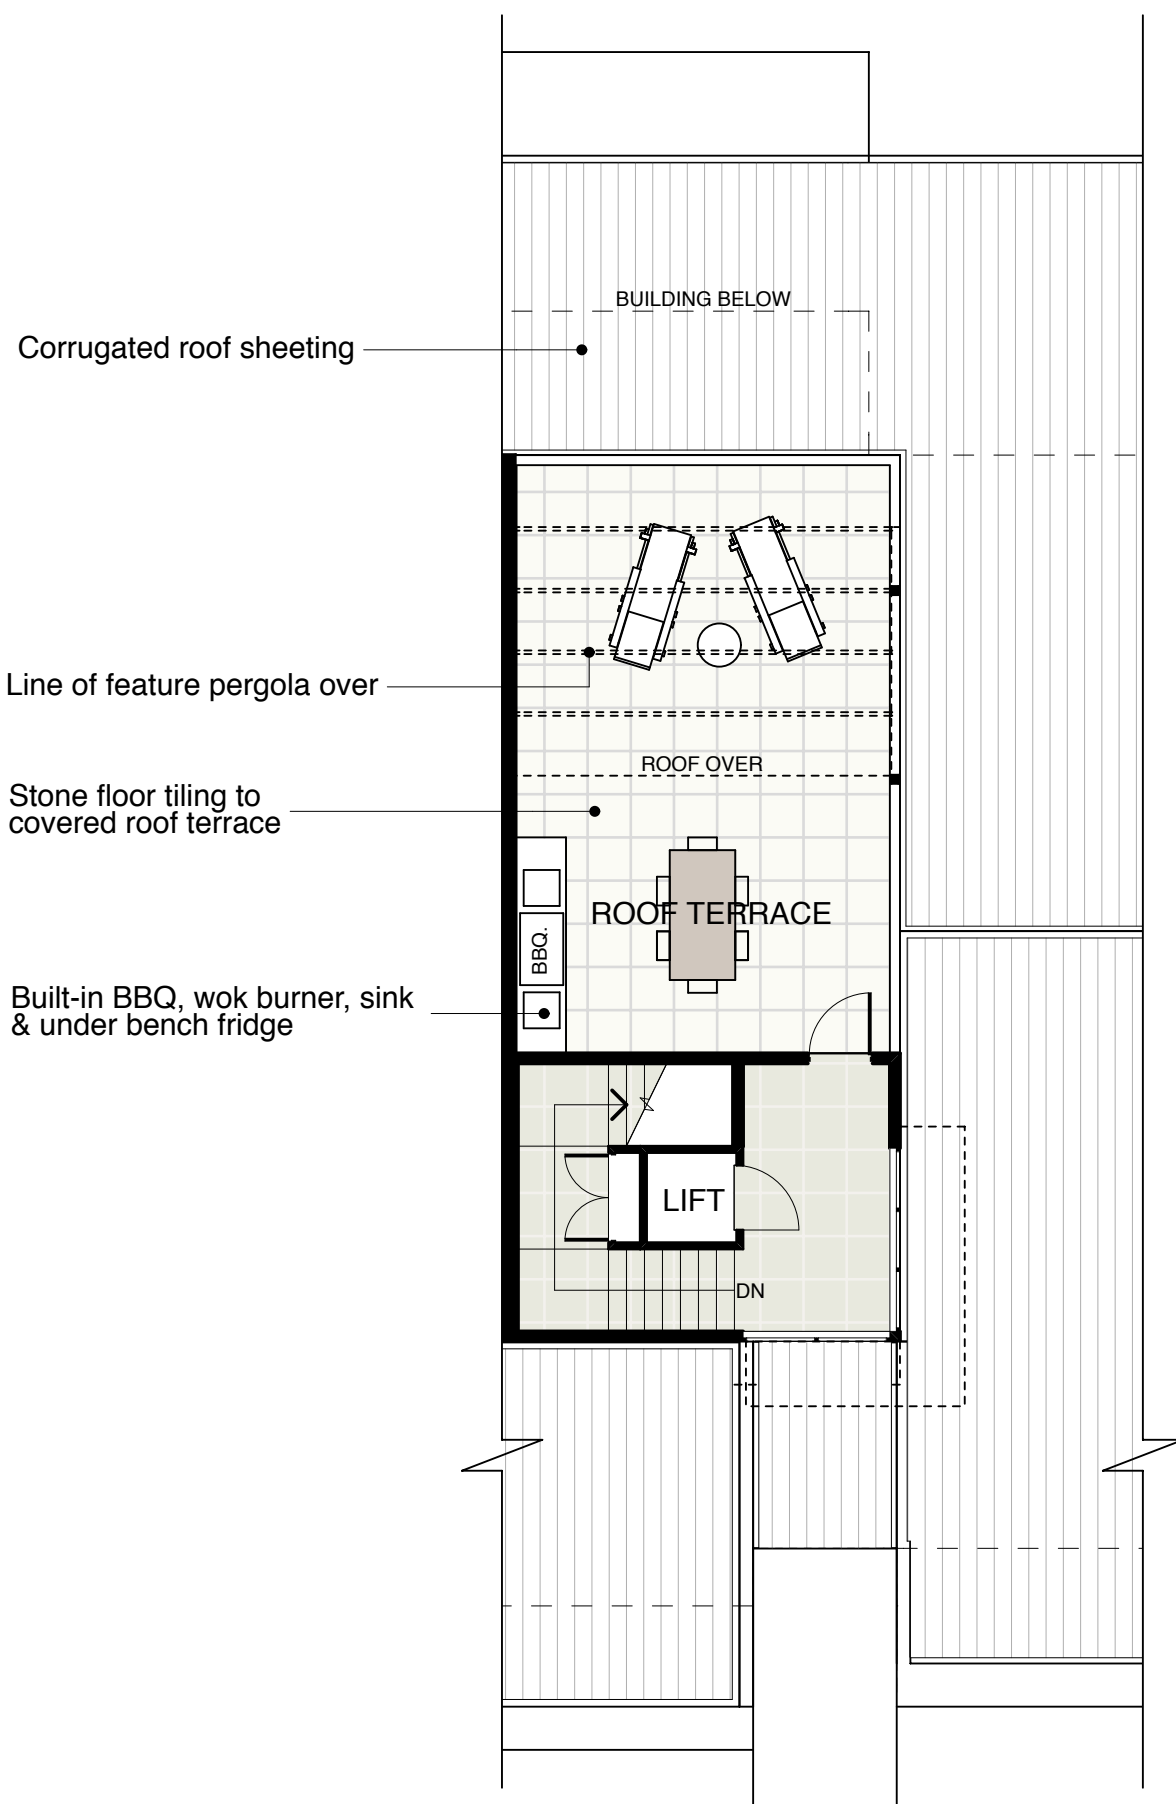 BUILDING BELOW
Corrugated roof sheeting
Line of feature pergola over
ROOF OVER
Stone floor tiling to
covered roof terrace
ROOF TERRACE
BBQ.
Built-in BBQ, wok burner, sink
& under bench fridge
LIFT
DN